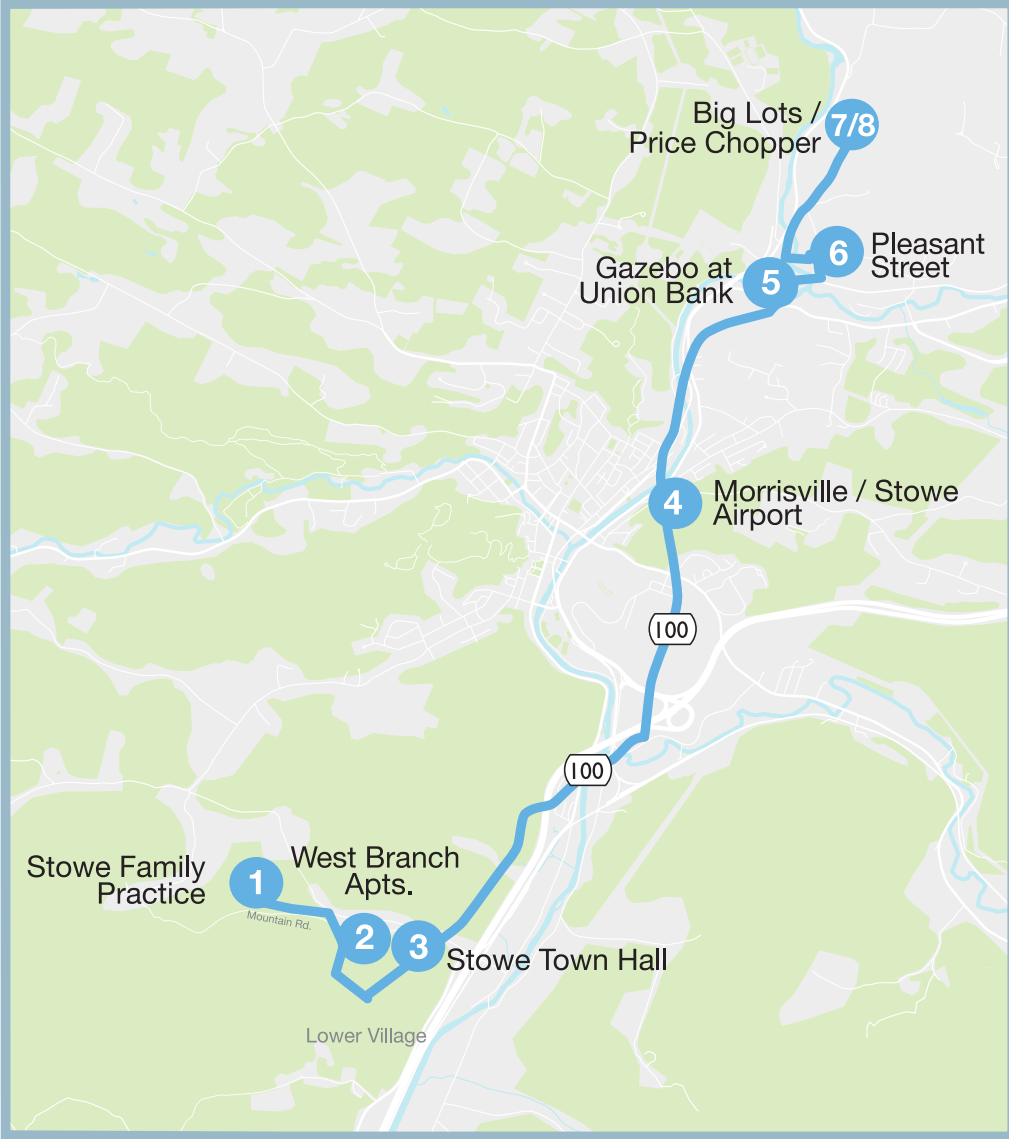 Big Lots /
Price Chopper
7/8
6
Pleasant
Street
Gazebo at
Union Bank
5
4
Morrisville / Stowe
Airport
100
100
Stowe Family
Practice
1
West Branch
Apts.
Mountain Rd.
2
3
Stowe Town Hall
Lower Village